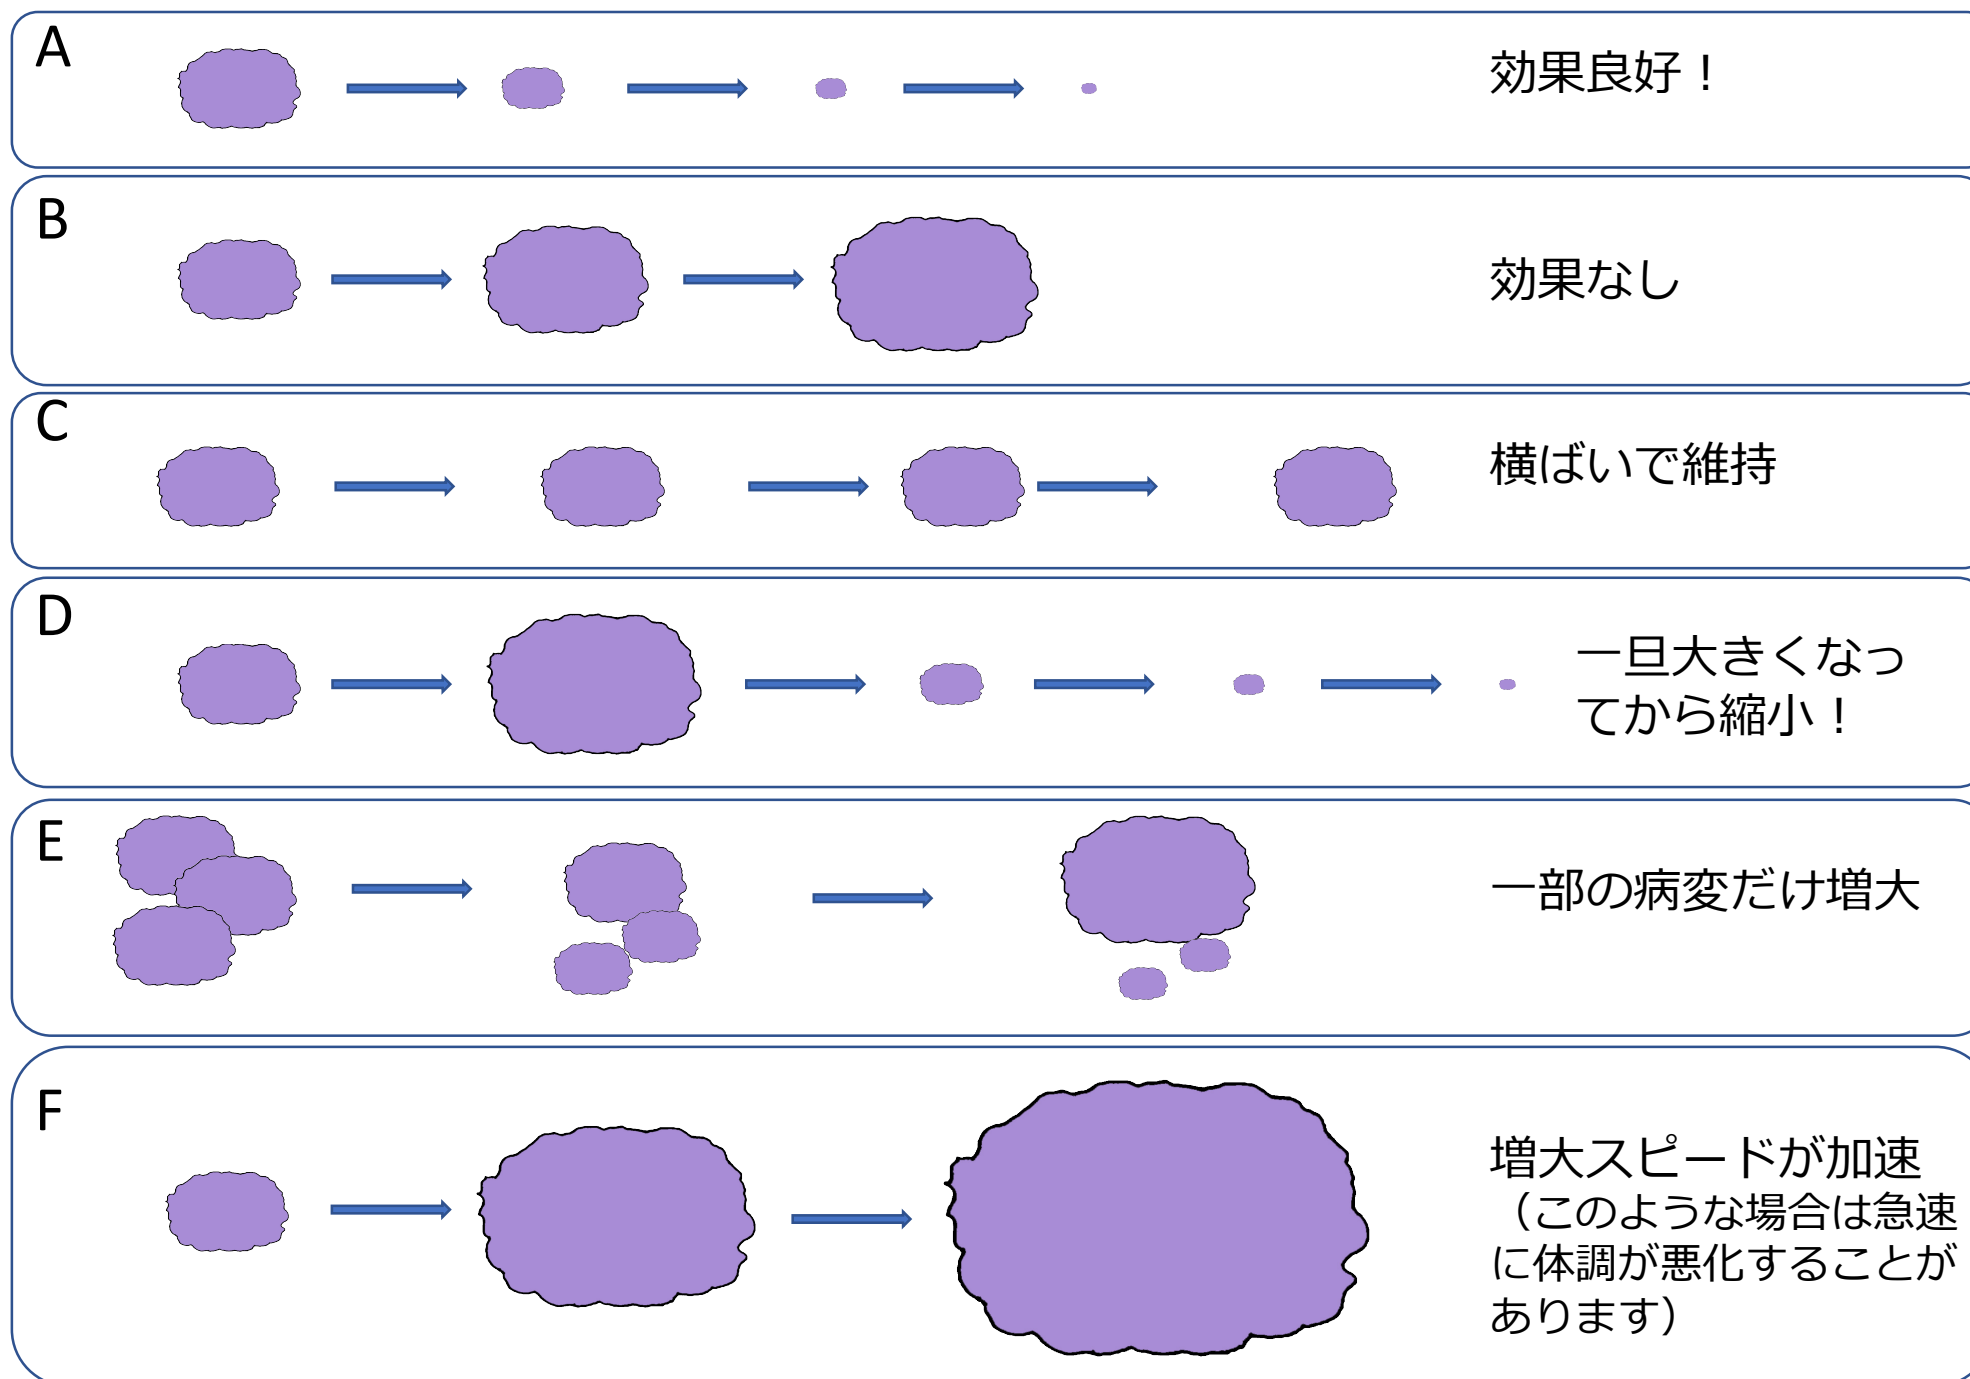 A
効果良好！
B
効果なし
C
横ばいで維持
D
一旦大きくなっ
てから縮小！
E
一部の病変だけ増大
F
増大スピードが加速
（このような場合は急速
に体調が悪化することが
あります）